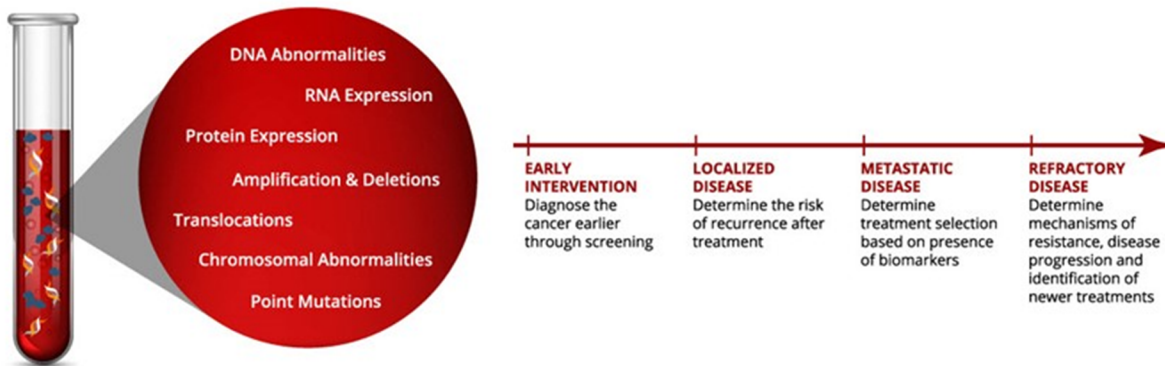 DNA Abnormalities
RNA Expression
Protein Expression
Amplification & Deletions
Translocations
Chromosomal Abnormalities
Point Mutations
EARLY
INTERVENTION
Diagnose the
cancer earlier
through screening
LOCALIZED
DISEASE
Determine the risk
of recurrence after
treatment
METASTATIC
DISEASE
Determine
treatment selection
based on presence
of biomarkers
REFRACTORY
DISEASE
Determine
mechanisms of
resistance, disease
progression and
identification of
newer treatments